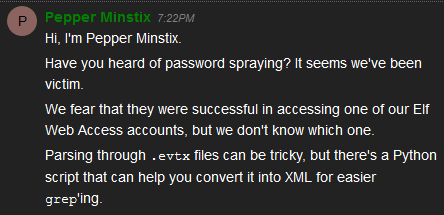 P
Pepper Minstix 7:22PM
Hi, I'm Pepper Minstix.
Have you heard of password spraying? It seems we've been
victim.
We fear that they were successful in accessing one of our Elf
Web Access accounts, but we don't know which one.
Parsing through .evtx files can be tricky, but there's a Python
script that can help you convert it into XML for easier
grep'ing.